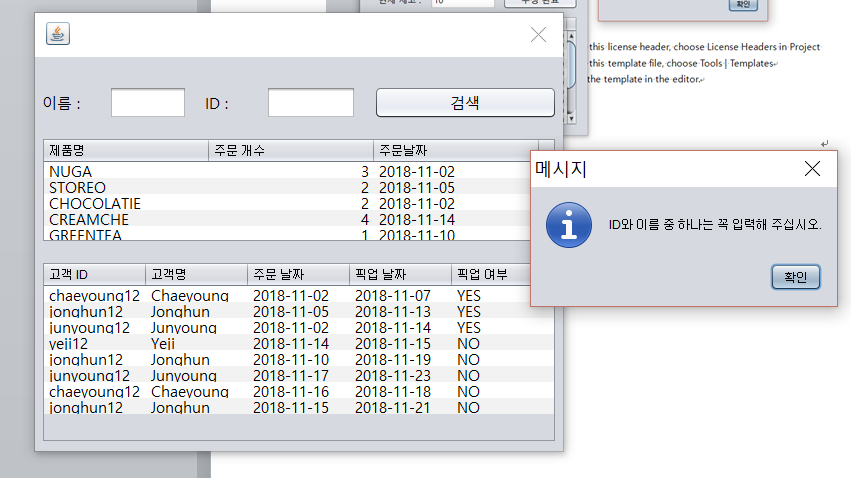 현재 재고 : 10 수정 완료
확인
this license header, choose License Headers in Project
this template file, choose Tools | Templates
the template in the editor.
이름 : ID : 검색
제품명 주문 개수 주문날짜
NUGA 3 2018-11-02
STOREO 2 2018-11-05
CHOCOLATIE 2 2018-11-02
CREAMCHE 4 2018-11-14
GREENTEA 1 2018-11-10
메시지
ID와 이름 중 하나는 꼭 입력해 주십시오.
확인
고객 ID 고객명 주문 날짜 픽업 날짜 픽업 여부
chaeyoung12 Chaeyoung 2018-11-02 2018-11-07 YES
jonghun12 Jonghun 2018-11-05 2018-11-13 YES
junyoung12 Junyoung 2018-11-02 2018-11-14 YES
yeji12 Yeji 2018-11-14 2018-11-15 NO
jonghun12 Jonghun 2018-11-10 2018-11-19 NO
junyoung12 Junyoung 2018-11-17 2018-11-23 NO
chaeyoung12 Chaeyoung 2018-11-16 2018-11-18 NO
jonghun12 Jonghun 2018-11-15 2018-11-21 NO